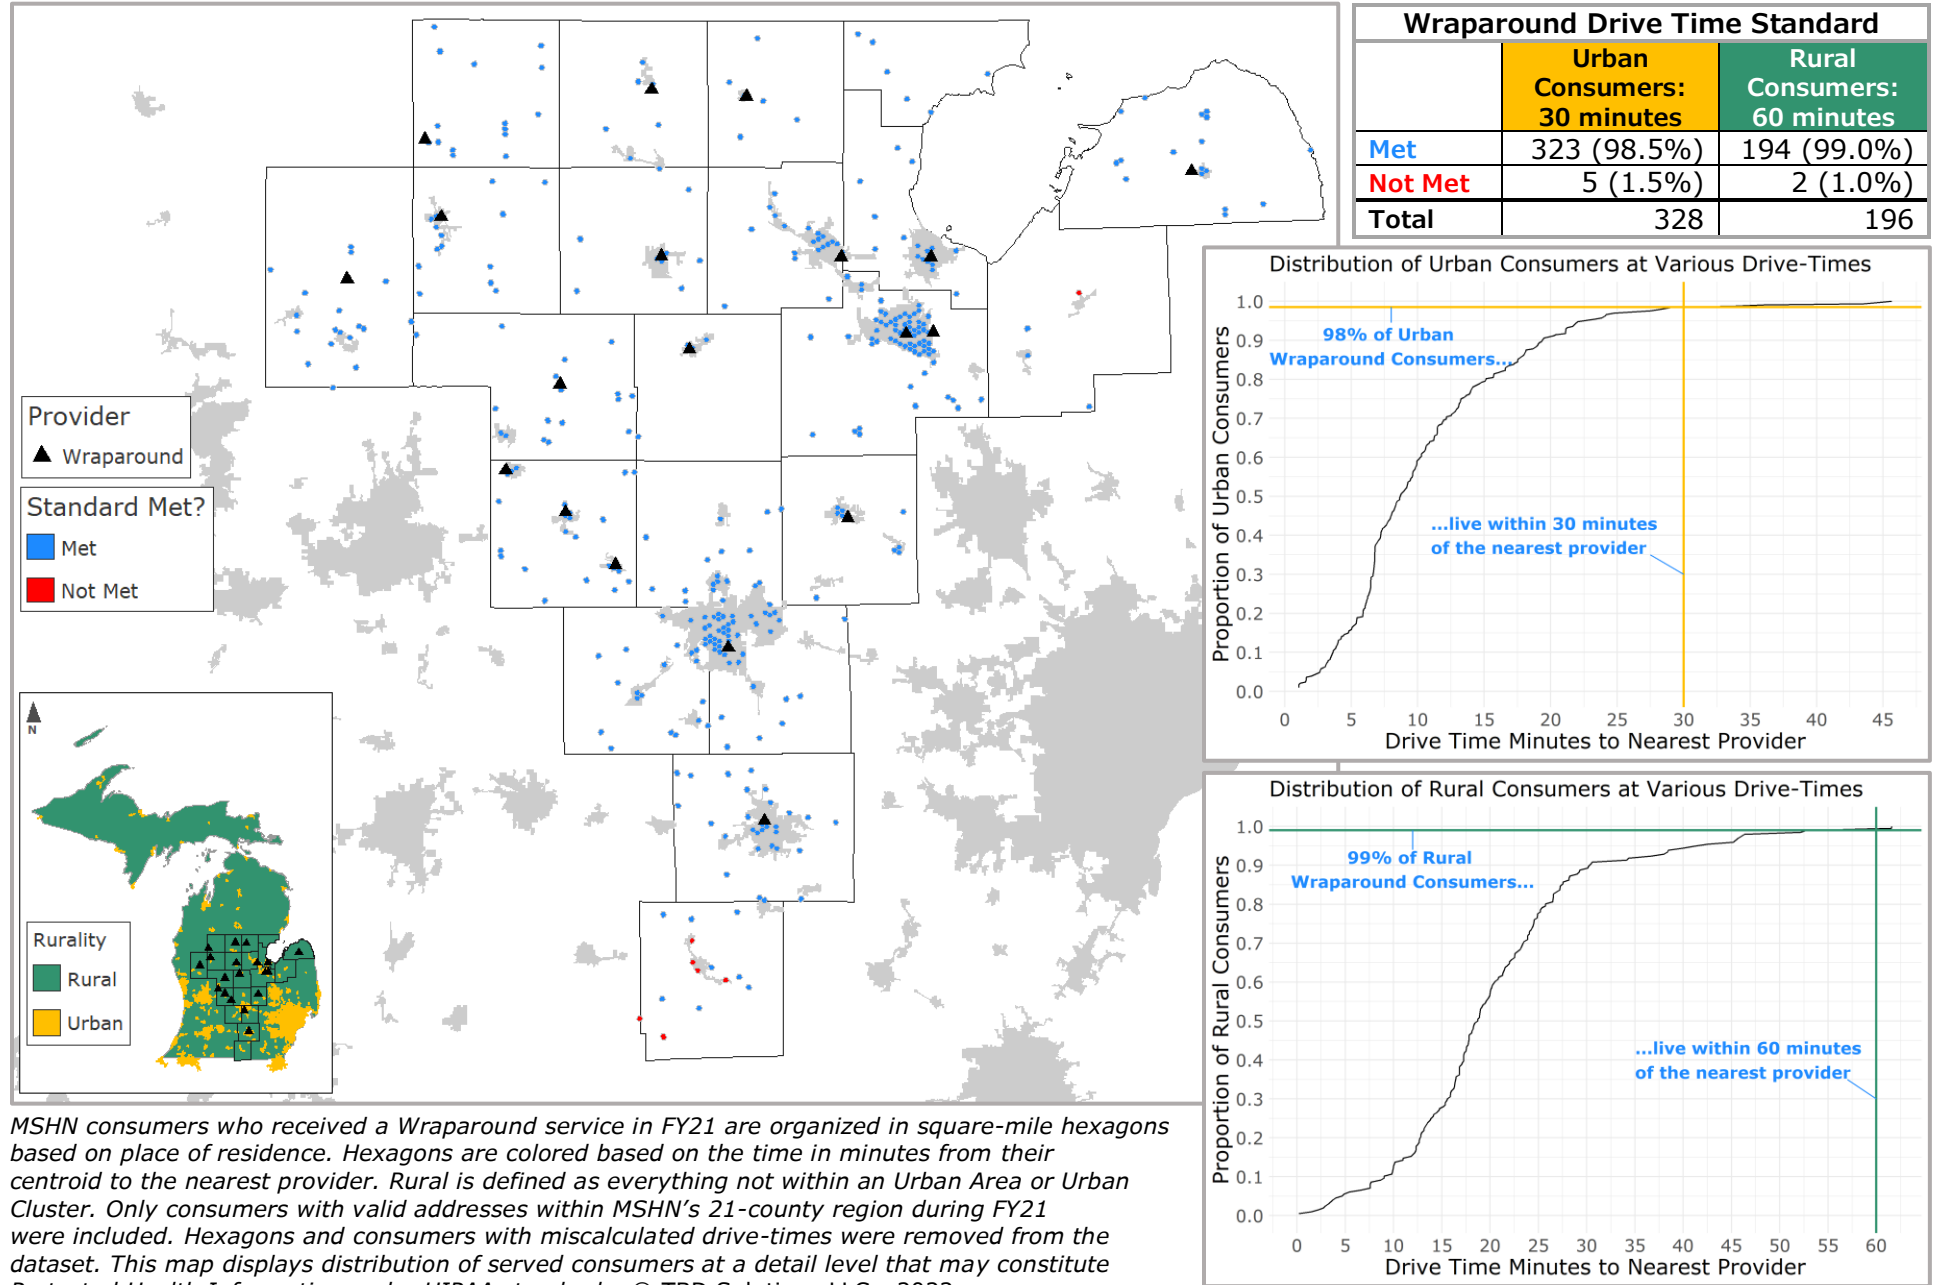 Wraparound Drive Time Standard
Urban Consumers: 30 minutes
Rural Consumers: 60 minutes
Met 323 (98.5%) 194 (99.0%)
Not Met 5 (1.5%) 2 (1.0%)
Total 328 196
Provider
Wraparound
Standard Met?
Met
Not Met
N
Rurality
Rural
Urban
Distribution of Urban Consumers at Various Drive-Times
Proportion of Urban Consumers
1.0
0.9
0.8
0.7
0.6
0.5
0.4
0.3
0.2
0.1
0.0
98% of Urban
Wraparound Consumers...
...live within 30 minutes
of the nearest provider
0 5 10 15 20 25 30 35 40 45
Drive Time Minutes to Nearest Provider
Distribution of Rural Consumers at Various Drive-Times
Proportion of Rural Consumers
1.0
0.9
0.8
0.7
0.6
0.5
0.4
0.3
0.2
0.1
0.0
99% of Rural
Wraparound Consumers...
...live within 60 minutes
of the nearest provider
0 5 10 15 20 25 30 35 40 45 50 55 60
Drive Time Minutes to Nearest Provider
MSHN consumers who received a Wraparound service in FY21 are organized in square-mile hexagons
based on place of residence. Hexagons are colored based on the time in minutes from their
centroid to the nearest provider. Rural is defined as everything not within an Urban Area or Urban
Cluster. Only consumers with valid addresses within MSHN's 21-county region during FY21
were included. Hexagons and consumers with miscalculated drive-times were removed from the
dataset. This map displays distribution of served consumers at a detail level that may constitute